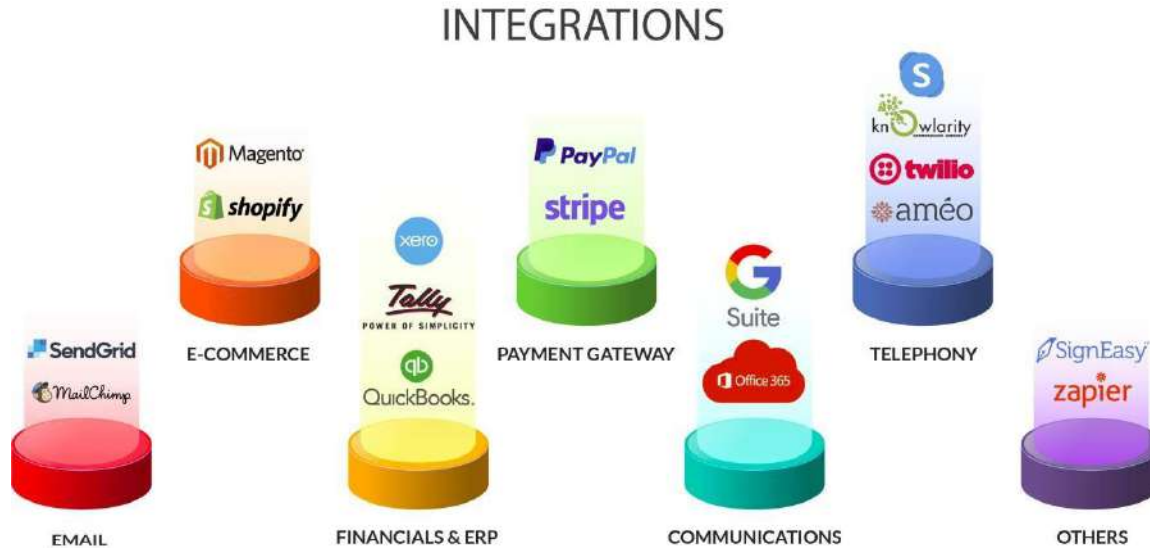 INTEGRATIONS
SendGrid
MailChimp
EMAIL
Magento
shopify
E-COMMERCE
xero
Tally
POWER OF SIMPLICITY
qb
QuickBooks.
FINANCIALS & ERP
PayPal
stripe
PAYMENT GATEWAY
G
Suite
Office 365
COMMUNICATIONS
S
knOwlarity
twilio
améo
TELEPHONY
SignEasy
zapier
OTHERS